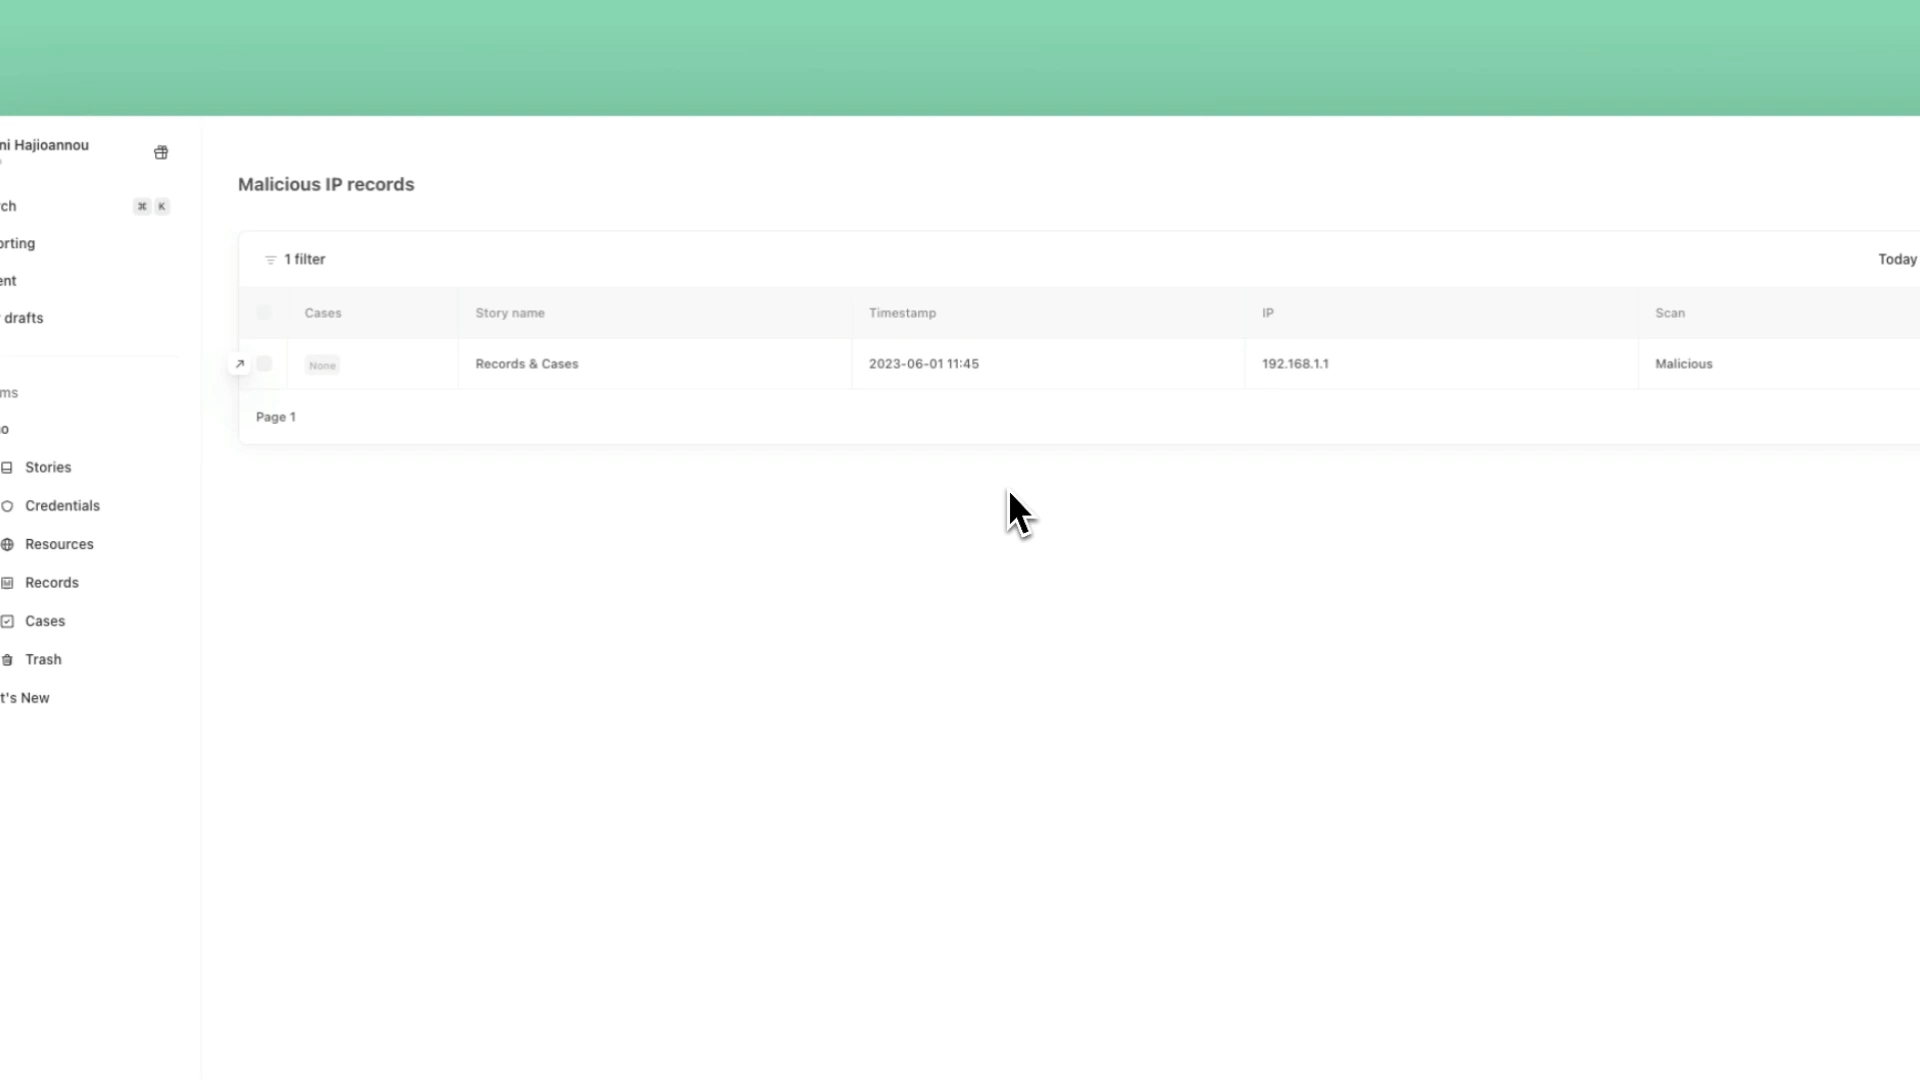 ni Hajioannou
rch
⌘ K
orting
ent
drafts
ms
o
Stories
Credentials
Resources
Records
Cases
Trash
t's New
Malicious IP records
1 filter
Today
Cases Story name Timestamp IP Scan
None Records & Cases 2023-06-01 11:45 192.168.1.1 Malicious
Page 1